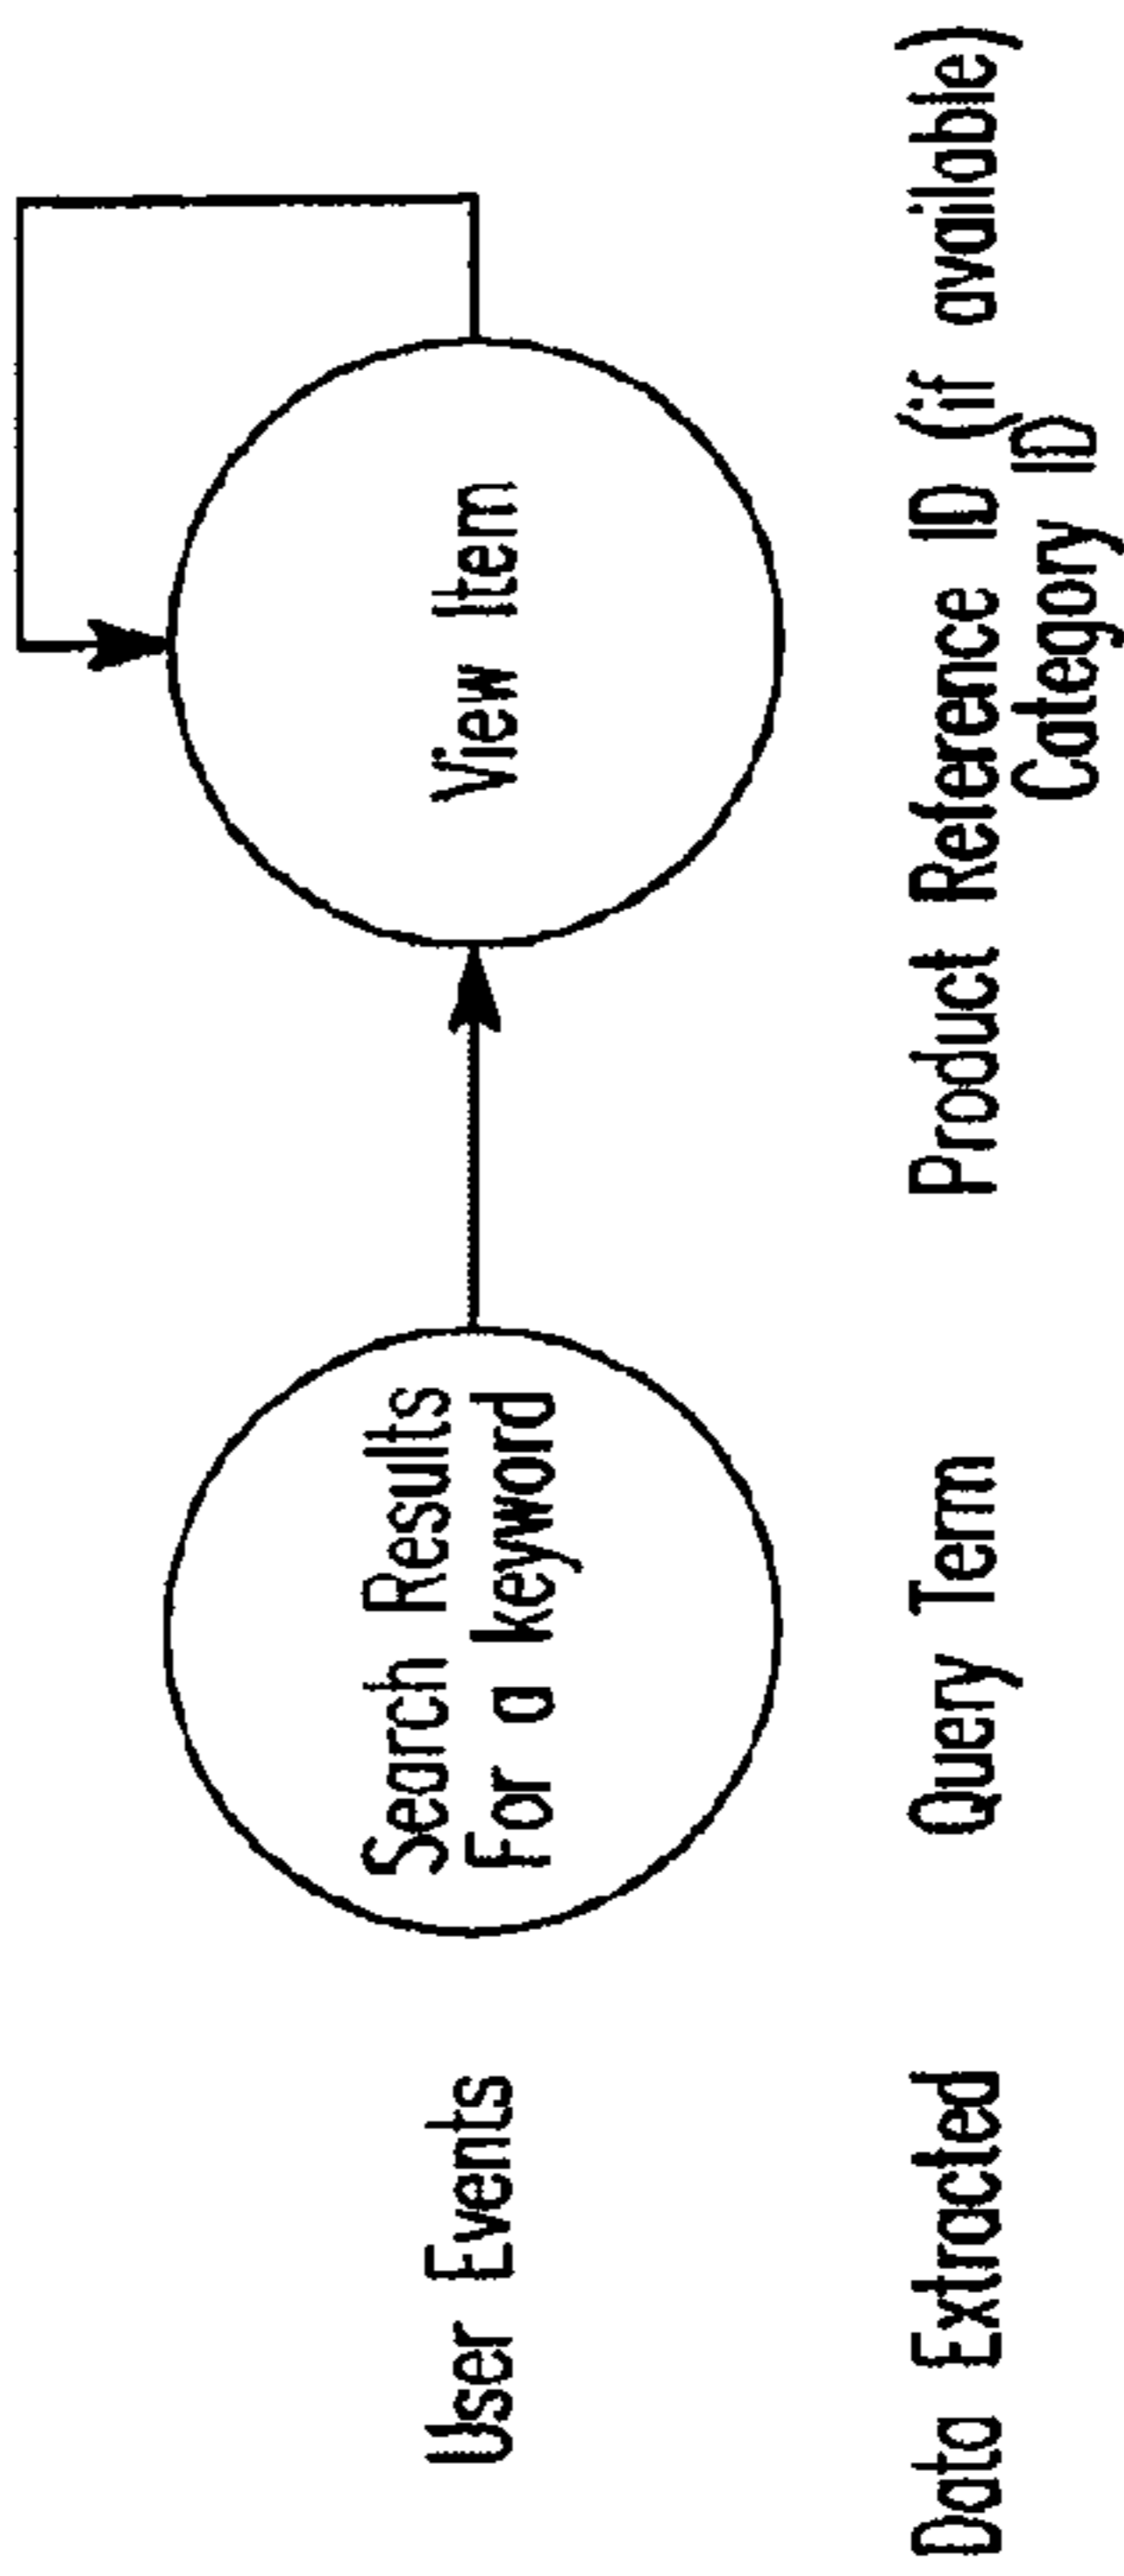 User Events
Search Results
For a keyword
View Item
Data Extracted
Query Term
Product Reference ID (if available)
Category ID